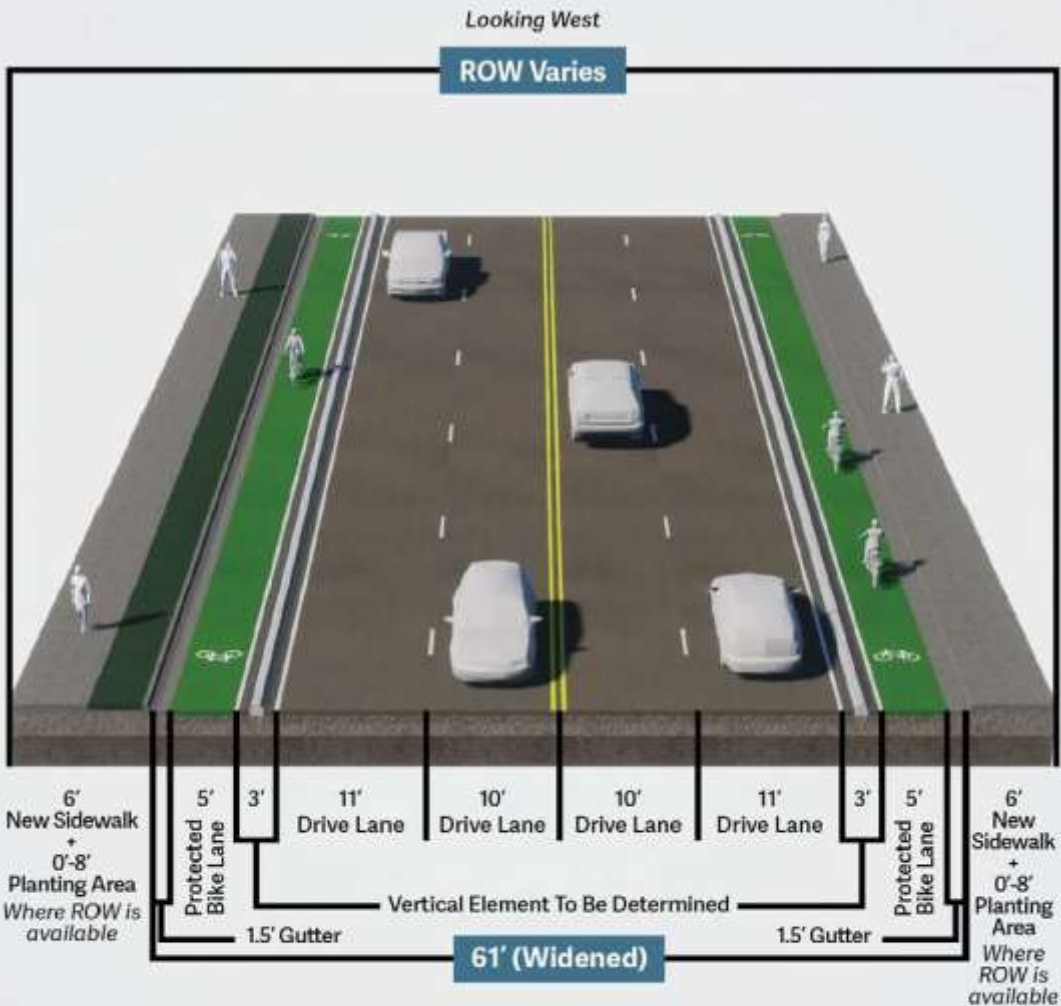 Looking West
ROW Varies
6'
New Sidewalk
+
0'-8'
Planting Area
Where ROW is
available
5'
Protected
Bike Lane
3'
11'
Drive Lane
10'
Drive Lane
10'
Drive Lane
11'
Drive Lane
3'
5'
Protected
Bike Lane
6'
New
Sidewalk
+
0'-8'
Planting
Area
Where
ROW is
available
Vertical Element To Be Determined
1.5' Gutter
1.5' Gutter
61' (Widened)